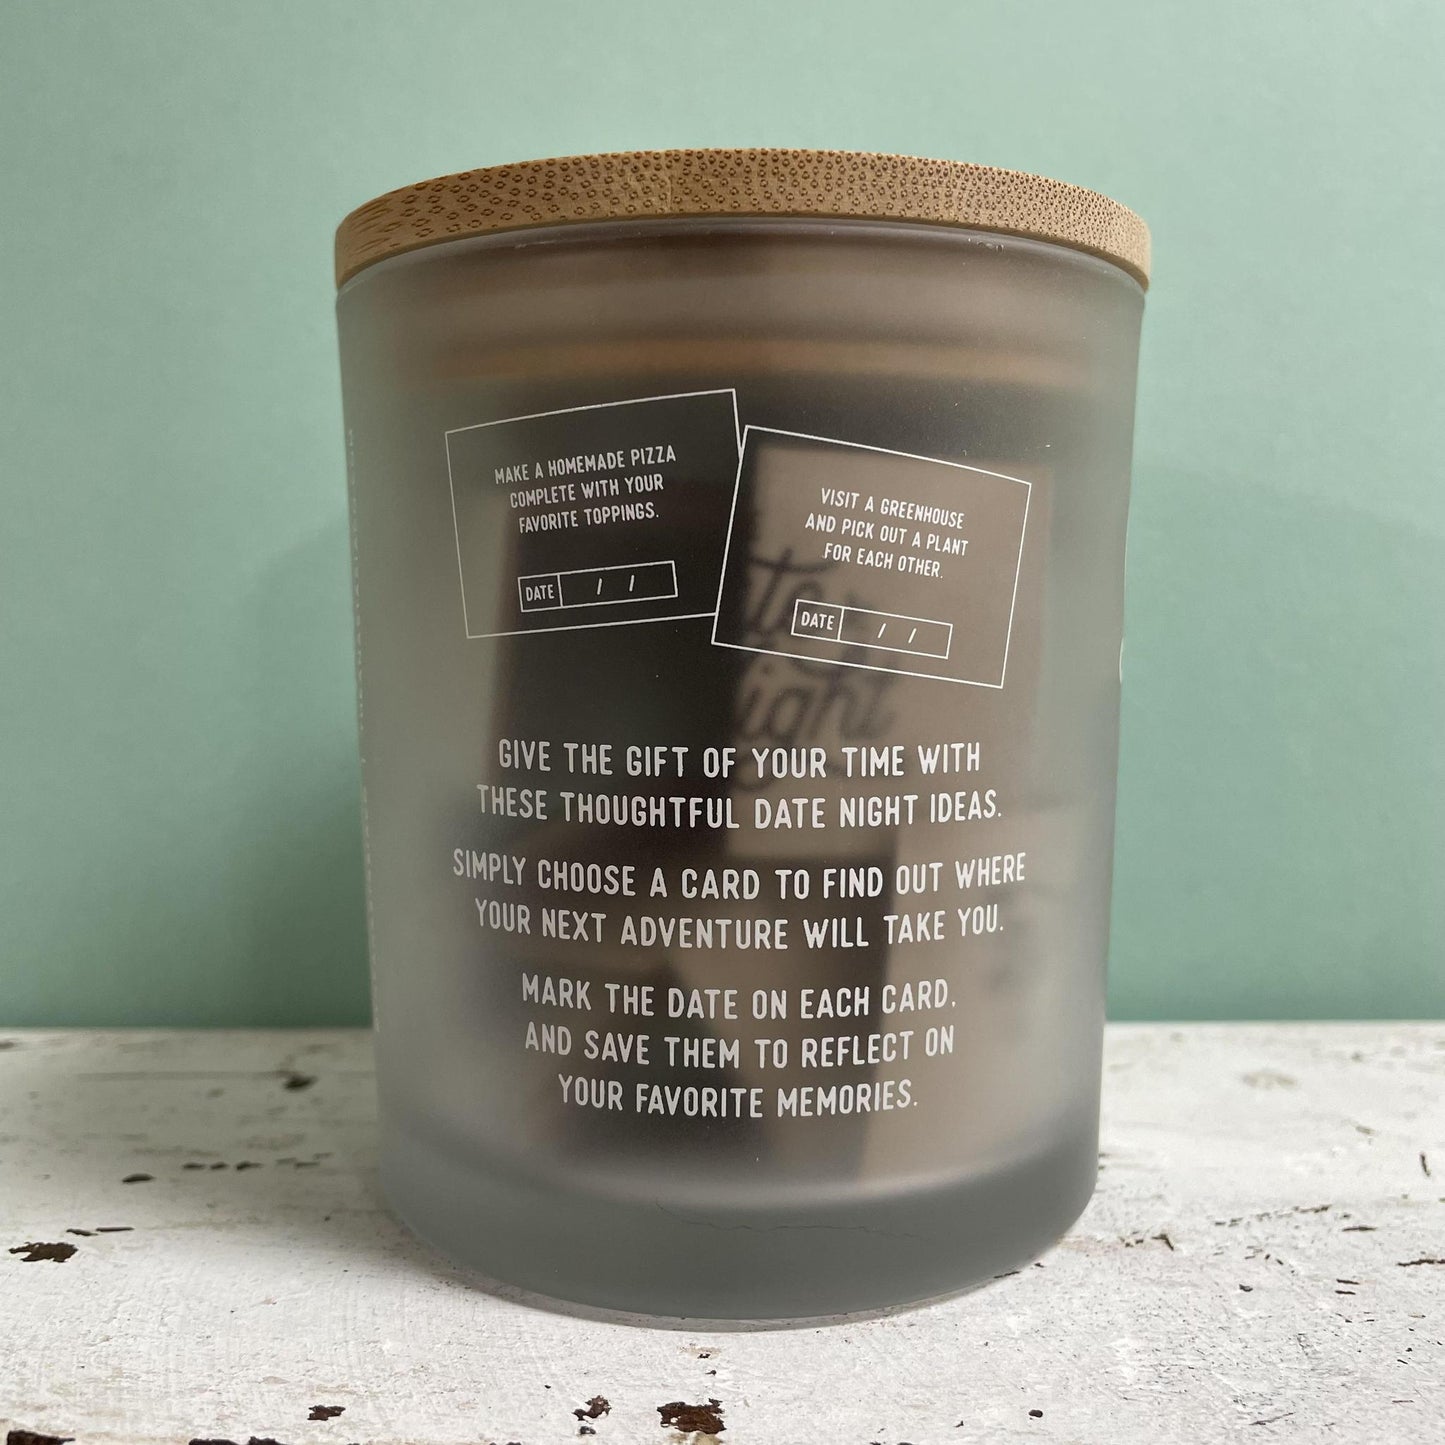 MAKE A HOMEMADE PIZZA
COMPLETE WITH YOUR
FAVORITE TOPPINGS.
DATE / /
VISIT A GREENHOUSE
AND PICK OUT A PLANT
FOR EACH OTHER.
DATE / /
GIVE THE GIFT OF YOUR TIME WITH
THESE THOUGHTFUL DATE NIGHT IDEAS.
SIMPLY CHOOSE A CARD TO FIND OUT WHERE
YOUR NEXT ADVENTURE WILL TAKE YOU.
MARK THE DATE ON EACH CARD,
AND SAVE THEM TO REFLECT ON
YOUR FAVORITE MEMORIES.